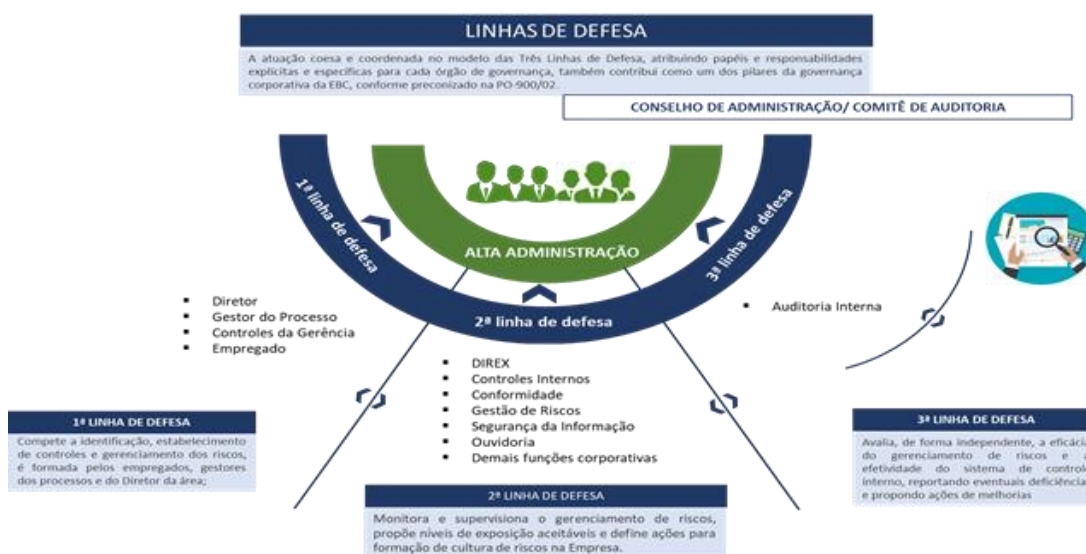 LINHAS DE DEFESA
A atuação coesa e coordenada no modelo das Três Linhas de Defesa, atribuindo papéis e responsabilidades
explícitas e específicas para cada órgão de governança, também contribui como um dos pilares da governança
corporativa da EBC, conforme preconizado na PO-900/02.
CONSELHO DE ADMINISTRAÇÃO/ COMITÊ DE AUDITORIA
1ª linha de defesa
ALTA ADMINISTRAÇÃO
3ª linha de defesa
2ª linha de defesa
▪ Diretor
▪ Gestor do Processo
▪ Controles da Gerência
▪ Empregado
▪ DIREX
▪ Controles Internos
▪ Conformidade
▪ Gestão de Riscos
▪ Segurança da Informação
▪ Ouvidoria
▪ Demais funções corporativas
▪ Auditoria Interna
1ª LINHA DE DEFESA
Compete a identificação, estabelecimento
de controles e gerenciamento dos riscos,
é formada pelos empregados, gestores
dos processos e do Diretor da área;
2ª LINHA DE DEFESA
Monitora e supervisiona o gerenciamento de riscos,
propõe níveis de exposição aceitáveis e define ações para
formação de cultura de riscos na Empresa.
3ª LINHA DE DEFESA
Avalia, de forma independente, a eficácia
do gerenciamento de riscos e a
efetividade do sistema de control
interno, reportando eventuais deficiência
e propondo ações de melhorias